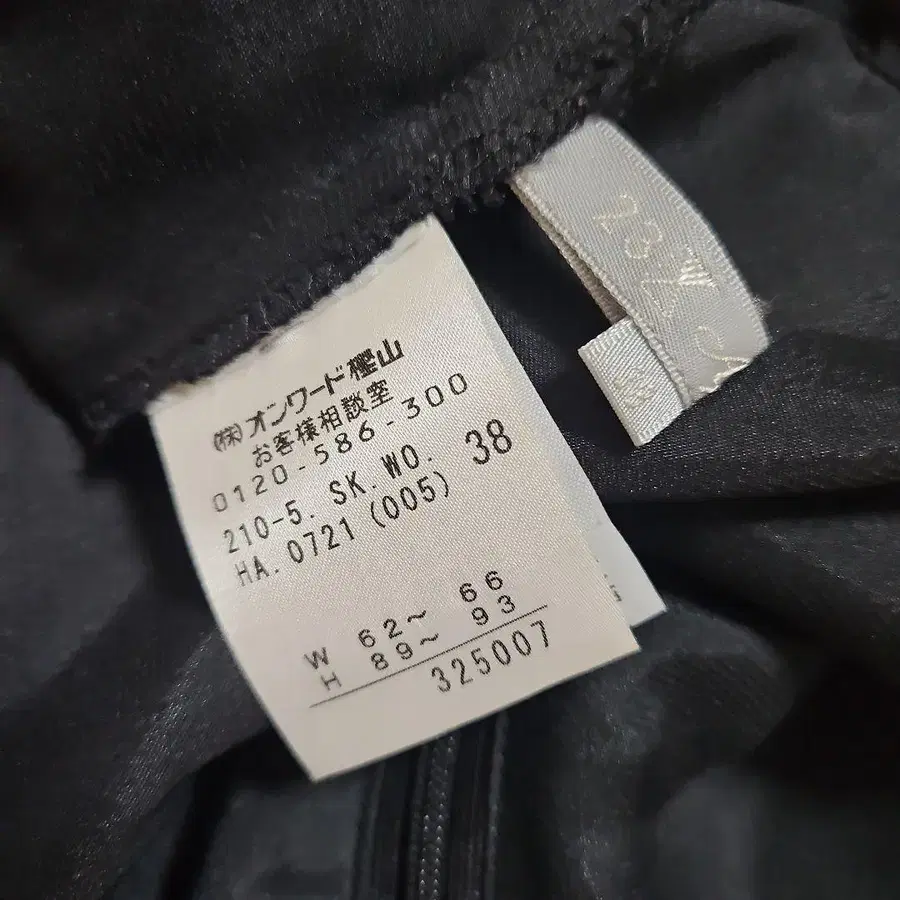 (株)オンワード樫山
お客様相談室
0120-586-300
210-5. SK. WO. 38
HA. 0721 (005)
W 62～ 66
H 89～ 93
325007